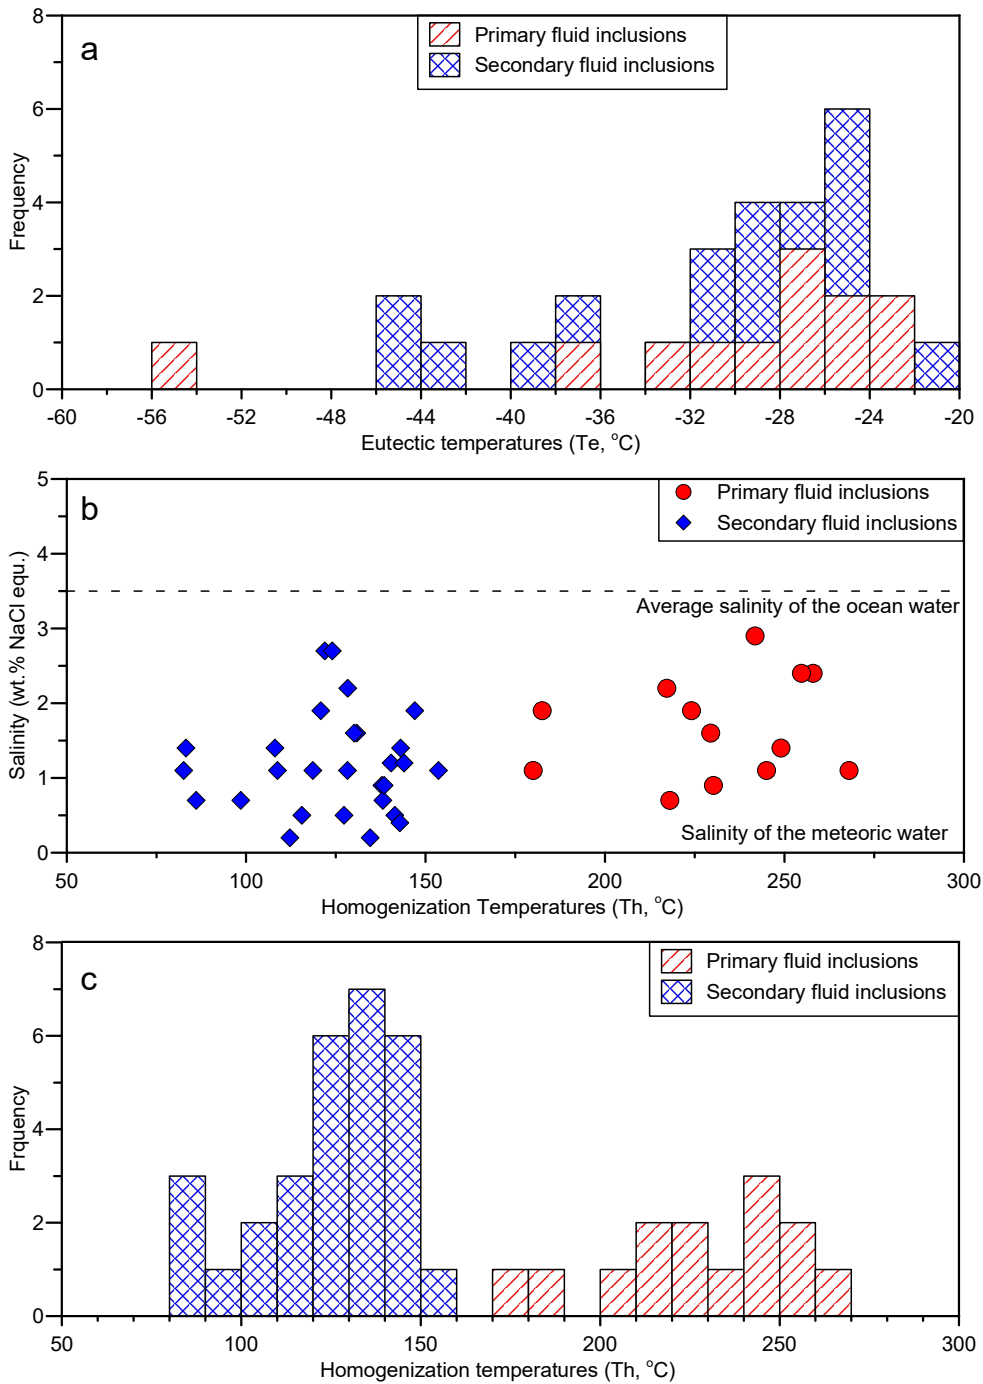 8
a
Primary fluid inclusions
Secondary fluid inclusions
6
Frequency
4
2
0
-60 -56 -52 -48 -44 -40 -36 -32 -28 -24 -20
Eutectic temperatures (Te, °C)
5
b
Primary fluid inclusions
Secondary fluid inclusions
4
Average salinity of the ocean water
3
Salinity (wt.% NaCl equ.)
2
1
Salinity of the meteoric water
0
50 100 150 200 250 300
Homogenization Temperatures (Th, °C)
8
c
Primary fluid inclusions
Secondary fluid inclusions
6
Frquency
4
2
0
50 100 150 200 250 300
Homogenization temperatures (Th, °C)